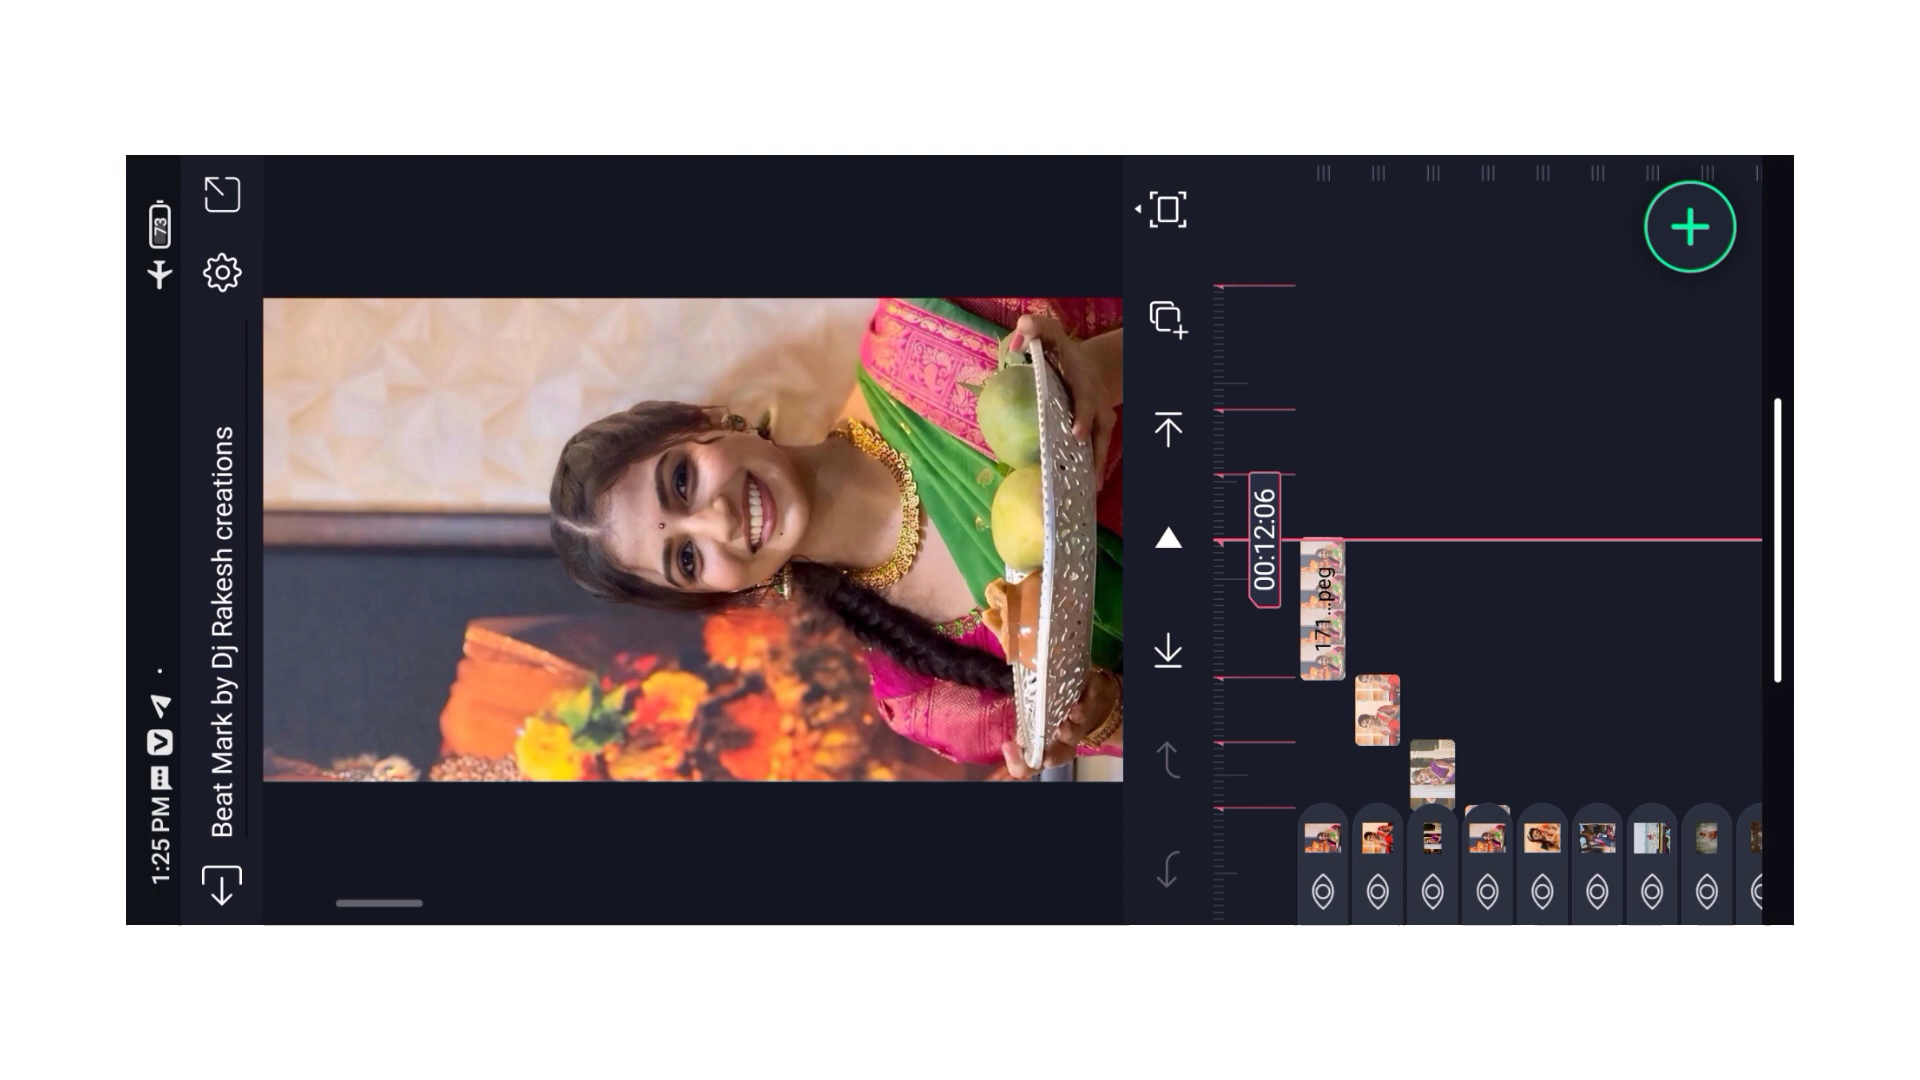 1:25 PM
73
Beat Mark by Dj Rakesh creations
00:12:06
171...peg